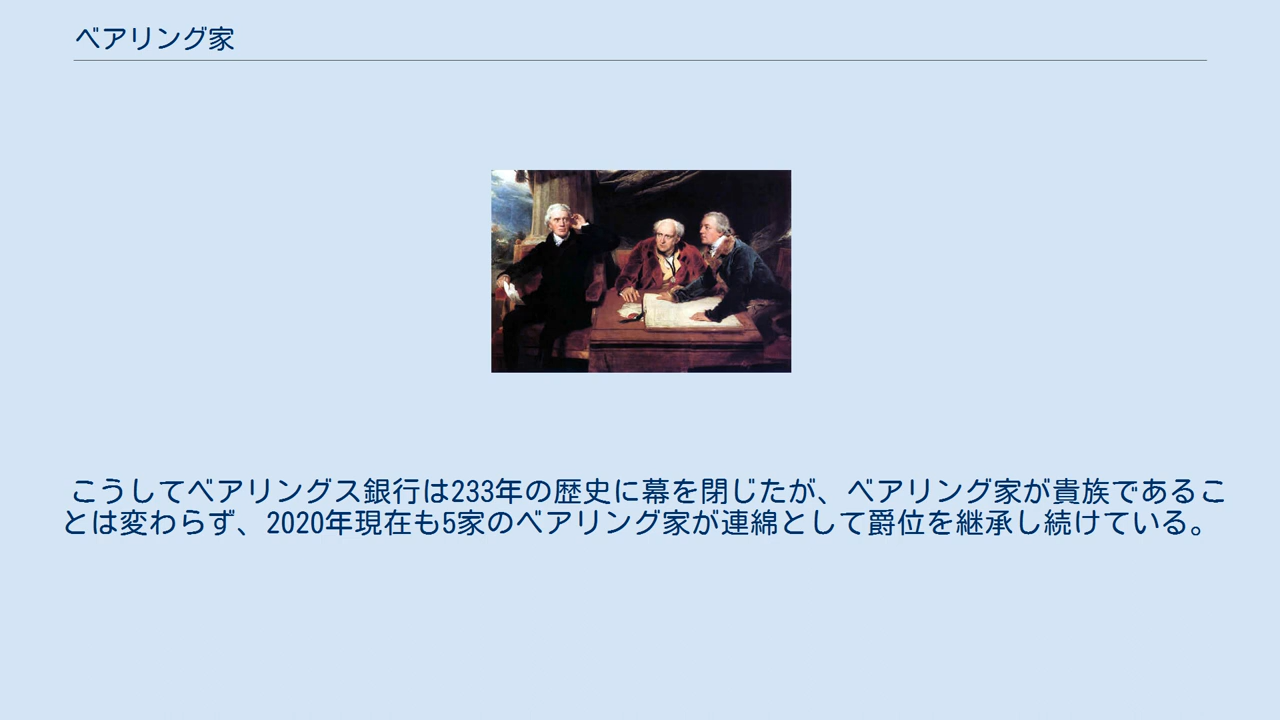 ベアリング家
こうしてベアリングス銀行は233年の歴史に幕を閉じたが、ベアリング家が貴族であるこ
とは変わらず、2020年現在も5家のベアリング家が連綿として爵位を継承し続けている。